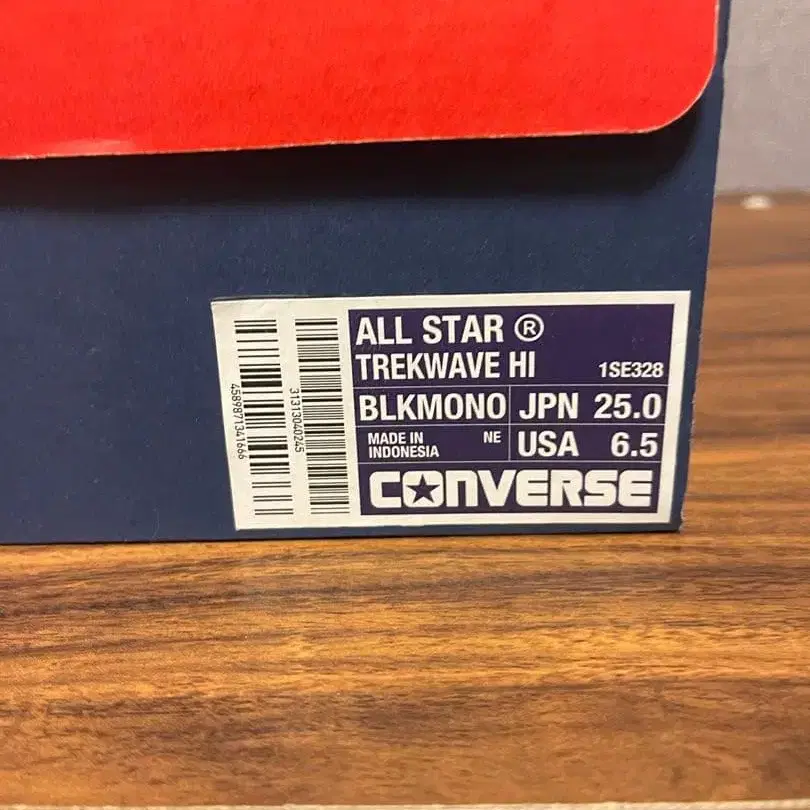 4589871341666
31313040245
ALL STAR ®
TREKWAVE HI 1SE328
BLKMONO JPN 25.0
MADE IN INDONESIA NE USA 6.5
CONVERSE